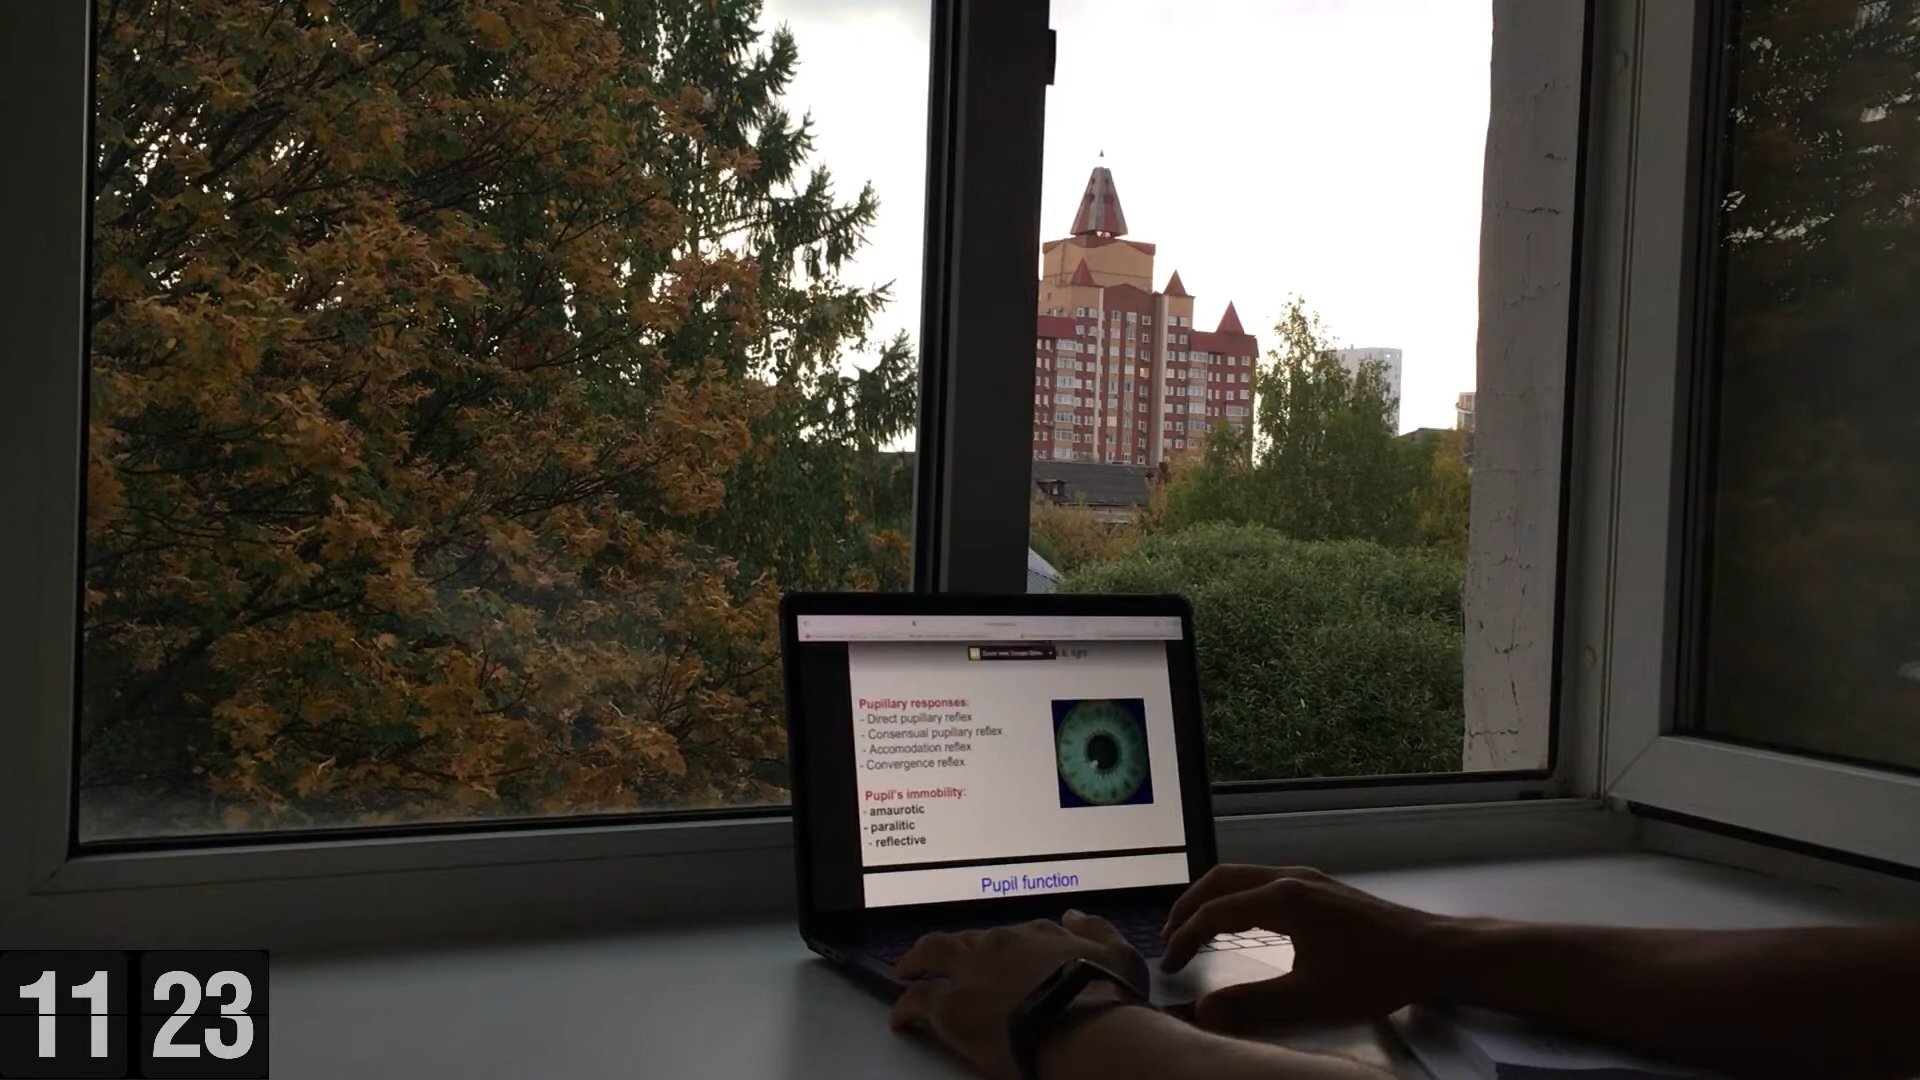 Pupillary responses:
- Direct pupillary reflex
- Consensual pupillary reflex
- Accomodation reflex
- Convergence reflex
Pupil's immobility:
- amaurotic
- paralitic
- reflective
Pupil function
11 23